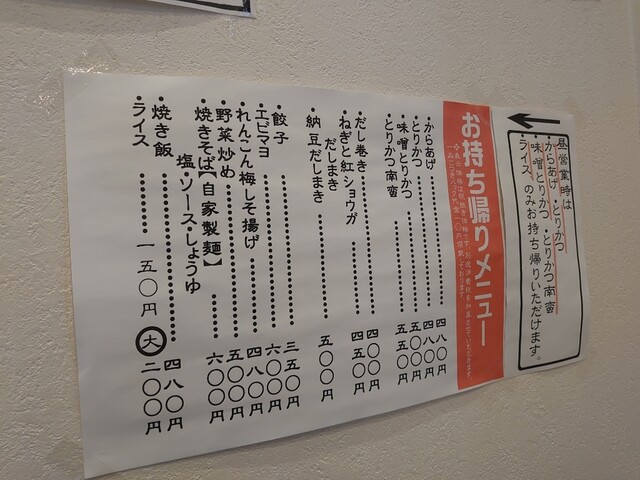 昼営業時は
・からあげ ・とりかつ
・味噌とりかつ ・とりかつ南蛮
・ライス のみお持ち帰りいただけます。
お持ち帰りメニュー
・からあげ 四八〇円
・とりかつ 四八〇円
・味噌とりかつ 五五〇円
・とりかつ南蛮 五五〇円
・だし巻き 四〇〇円
・ねぎと紅ショウガ
だしまき 四五〇円
・納豆だしまき 五〇〇円
・餃子 三五〇円
・エビマヨ 六〇〇円
・れんこん梅しそ揚げ 四八〇円
・野菜炒め 五〇〇円
・焼きそば【自家製麺】
塩・ソース・しょうゆ 六〇〇円
・焼き飯 四八〇円
・ライス 一五〇円 大 二〇〇円